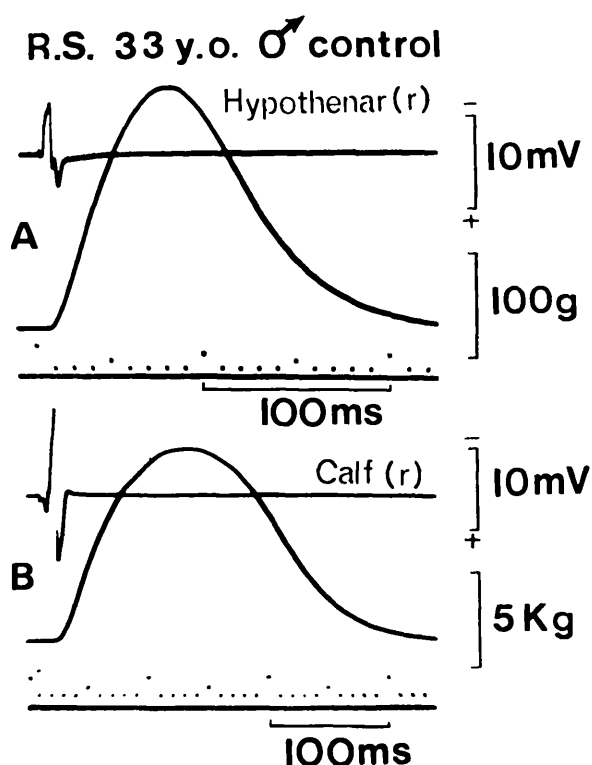 R.S. 33 y.o. ♂ control
Hypothenar (r)
−
10mV
+
A
100g
100ms
−
Calf (r)
10mV
+
B
5Kg
100ms